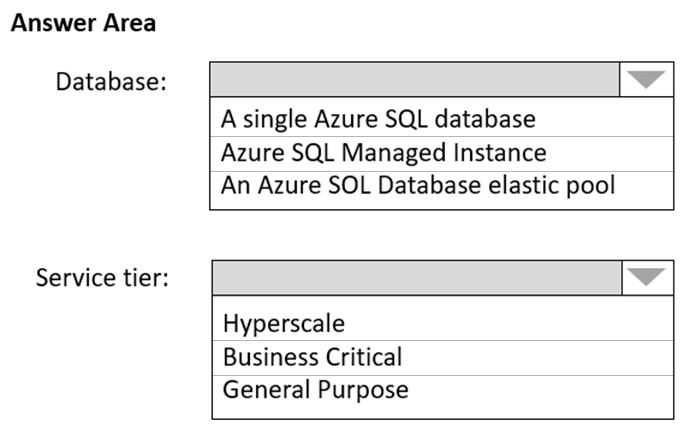 Answer Area
Database:
A single Azure SQL database
Azure SQL Managed Instance
An Azure SOL Database elastic pool
Service tier:
Hyperscale
Business Critical
General Purpose